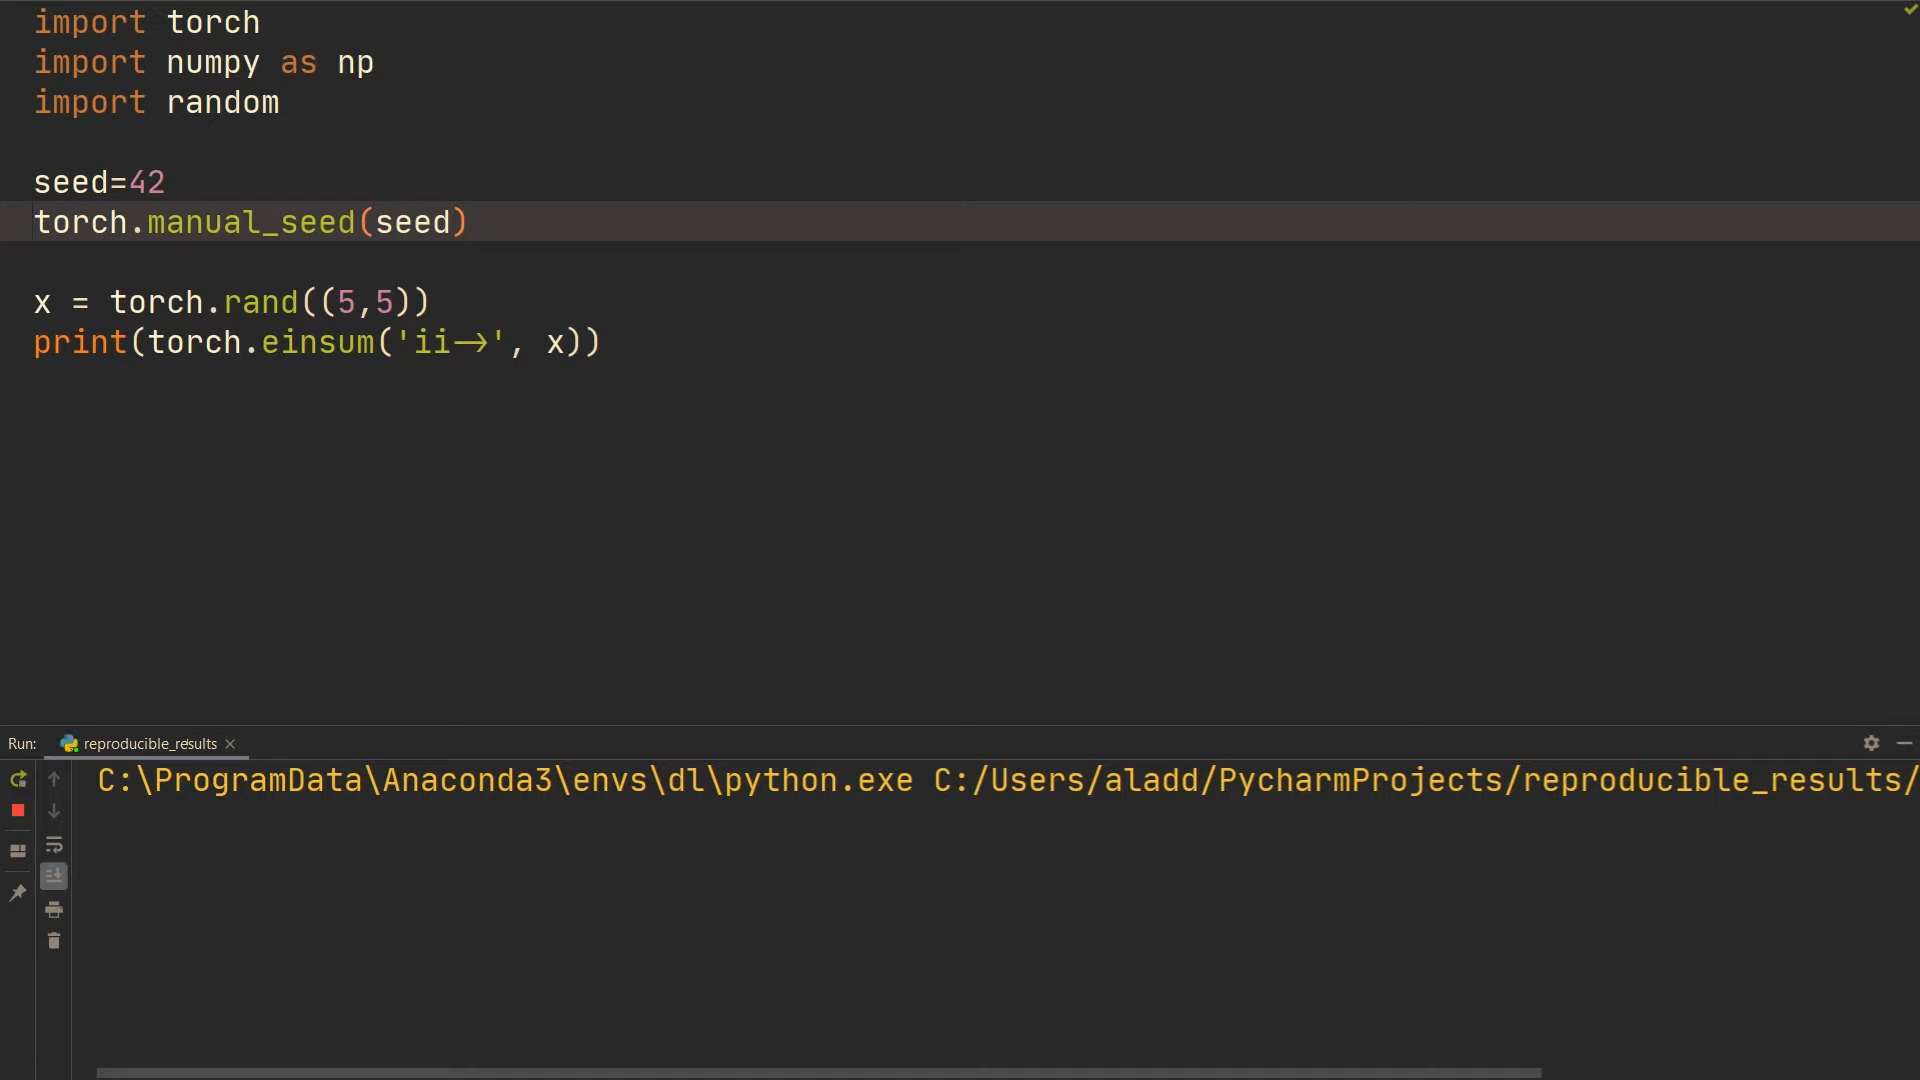 import torch
import numpy as np
import random
seed=42
torch.manual_seed(seed)
x = torch.rand((5,5))
print(torch.einsum('ii->', x))
Run: reproducible_results
C:\ProgramData\Anaconda3\envs\dl\python.exe C:/Users/aladd/PycharmProjects/reproducible_results/